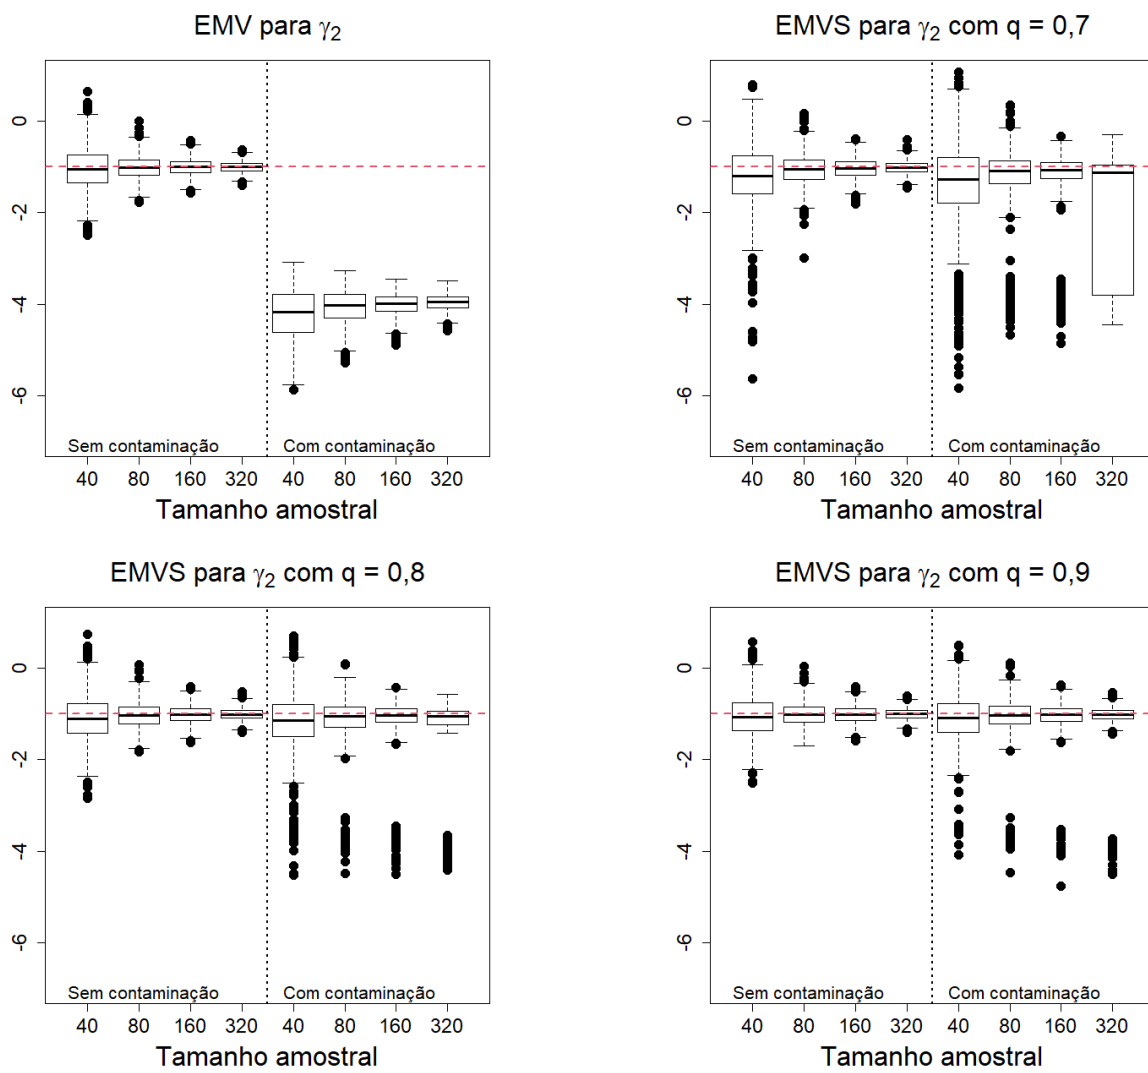 EMV para γ2
0
-2
-4
-6
Sem contaminação Com contaminação
40 80 160 320 40 80 160 320
Tamanho amostral
EMVS para γ2 com q = 0,7
0
-2
-4
-6
Sem contaminação Com contaminação
40 80 160 320 40 80 160 320
Tamanho amostral
EMVS para γ2 com q = 0,8
0
-2
-4
-6
Sem contaminação Com contaminação
40 80 160 320 40 80 160 320
Tamanho amostral
EMVS para γ2 com q = 0,9
0
-2
-4
-6
Sem contaminação Com contaminação
40 80 160 320 40 80 160 320
Tamanho amostral